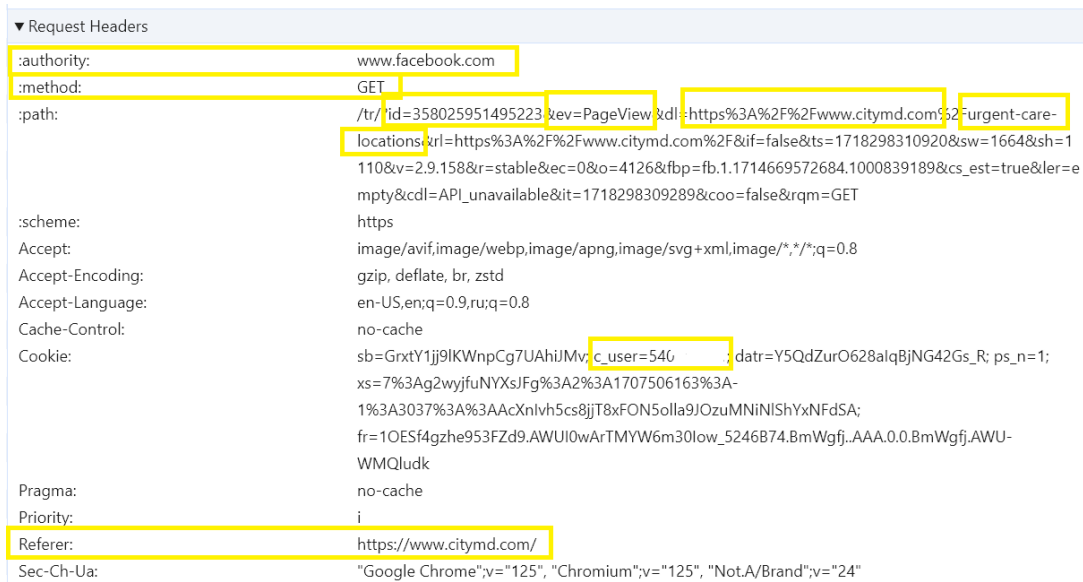 ▼ Request Headers
:authority: www.facebook.com
:method: GET
:path: /tr/?id=358025951495223&ev=PageView&dl=https%3A%2F%2Fwww.citymd.com%2Furgent-care-
locations&rl=https%3A%2F%2Fwww.citymd.com%2F&if=false&ts=1718298310920&sw=1664&sh=1
110&v=2.9.158&r=stable&ec=0&o=4126&fbp=fb.1.1714669572684.1000839189&cs_est=true&ler=e
mpty&cdl=API_unavailable&it=1718298309289&coo=false&rqm=GET
:scheme: https
Accept: image/avif,image/webp,image/apng,image/svg+xml,image/*,*/*;q=0.8
Accept-Encoding: gzip, deflate, br, zstd
Accept-Language: en-US,en;q=0.9,ru;q=0.8
Cache-Control: no-cache
Cookie: sb=GrxtY1jj9lKWnpCg7UAhiJMv; c_user=540 ; datr=Y5QdZurO628aIqBjNG42Gs_R; ps_n=1;
xs=7%3Ag2wyjfuNYXsJFg%3A2%3A1707506163%3A-
1%3A3037%3A%3AAcXnIvh5cs8jjT8xFON5olla9JOzuMNiNlShYxNFdSA;
fr=1OESf4gzhe953FZd9.AWUI0wArTMYW6m30Iow_5246B74.BmWgfj..AAA.0.0.BmWgfj.AWU-
WMQludk
Pragma: no-cache
Priority: i
Referer: https://www.citymd.com/
Sec-Ch-Ua: "Google Chrome";v="125", "Chromium";v="125", "Not.A/Brand";v="24"